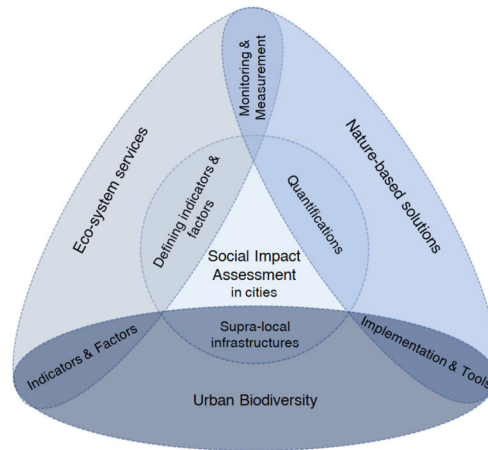 Monitoring &
Measurement
Eco-system services
Nature-based solutions
Defining indicators &
factors
Quantifications
Social Impact
Assessment
in cities
Supra-local
infrastructures
Indicators & Factors
Implementation & Tools
Urban Biodiversity